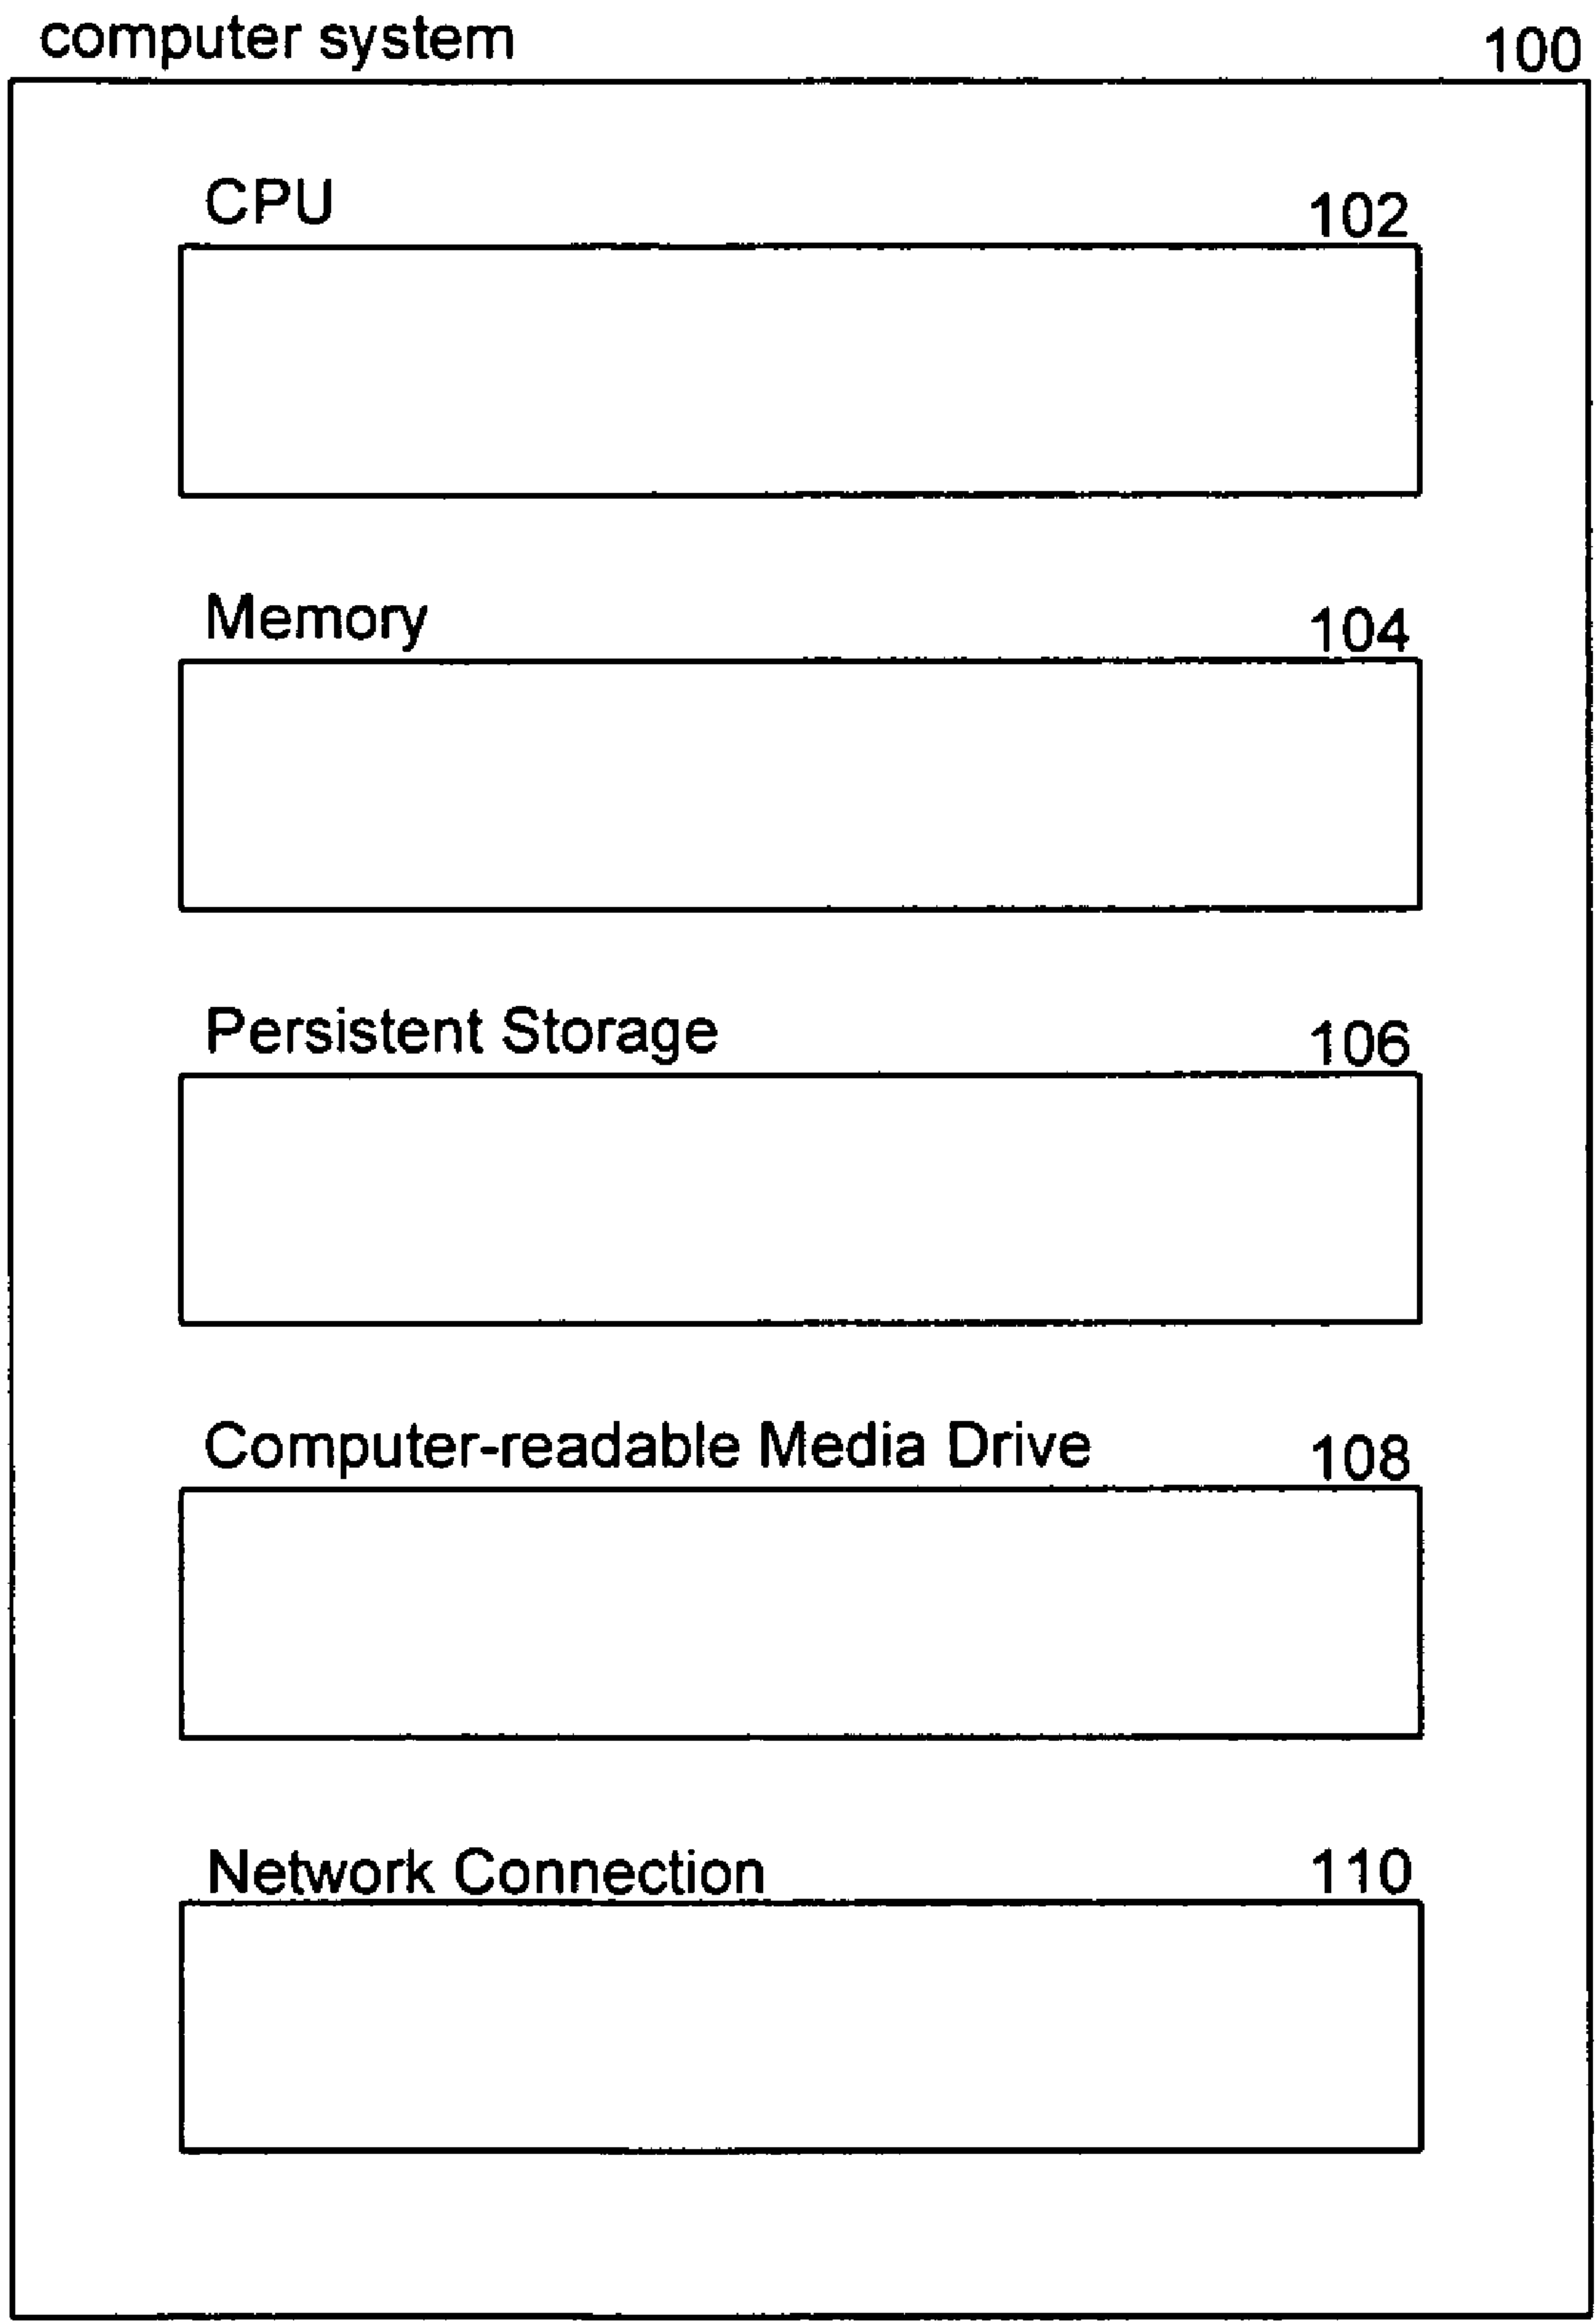 computer system 100
CPU 102
Memory 104
Persistent Storage 106
Computer-readable Media Drive 108
Network Connection 110